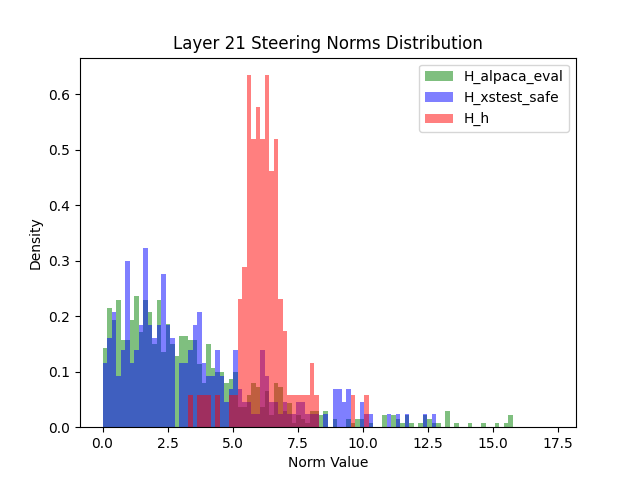 Layer 21 Steering Norms Distribution
H_alpaca_eval
H_xstest_safe
H_h
0.6
0.5
0.4
0.3
0.2
0.1
0.0
Density
0.0 2.5 5.0 7.5 10.0 12.5 15.0 17.5
Norm Value